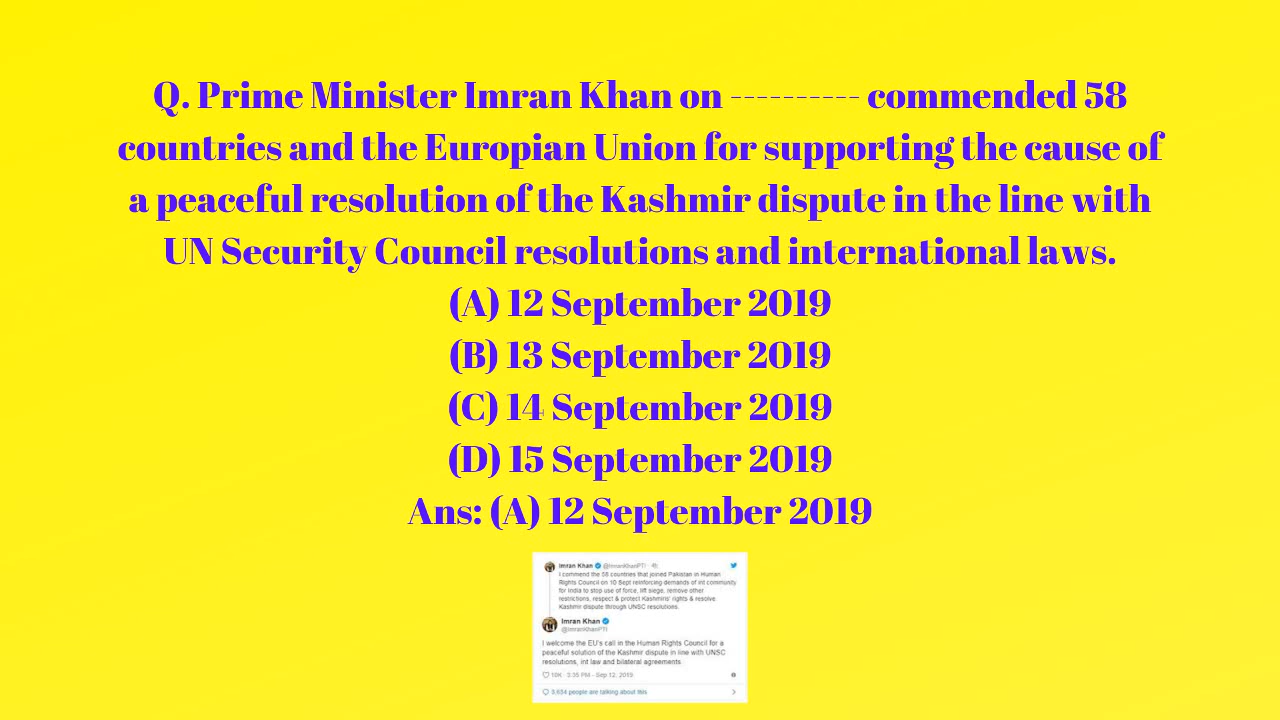 Q. Prime Minister Imran Khan on ---------- commended 58
countries and the Europian Union for supporting the cause of
a peaceful resolution of the Kashmir dispute in the line with
UN Security Council resolutions and international laws.
(A) 12 September 2019
(B) 13 September 2019
(C) 14 September 2019
(D) 15 September 2019
Ans: (A) 12 September 2019
Imran Khan @ImranKhanPTI
I commend the 58 countries that joined Pakistan in Human
Rights Council on 10 Sept reinforcing demands of int community
for India to stop use of force, lift siege, remove other
restrictions, respect & protect Kashmiris' rights & resolve
Kashmir dispute through UNSC resolutions.
Imran Khan
@ImranKhanPTI
I welcome the EU's call in the Human Rights Council for a
peaceful solution of the Kashmir dispute in line with UNSC
resolutions, int law and bilateral agreements.
10K 3:35 PM - Sep 12, 2019
3,634 people are talking about this